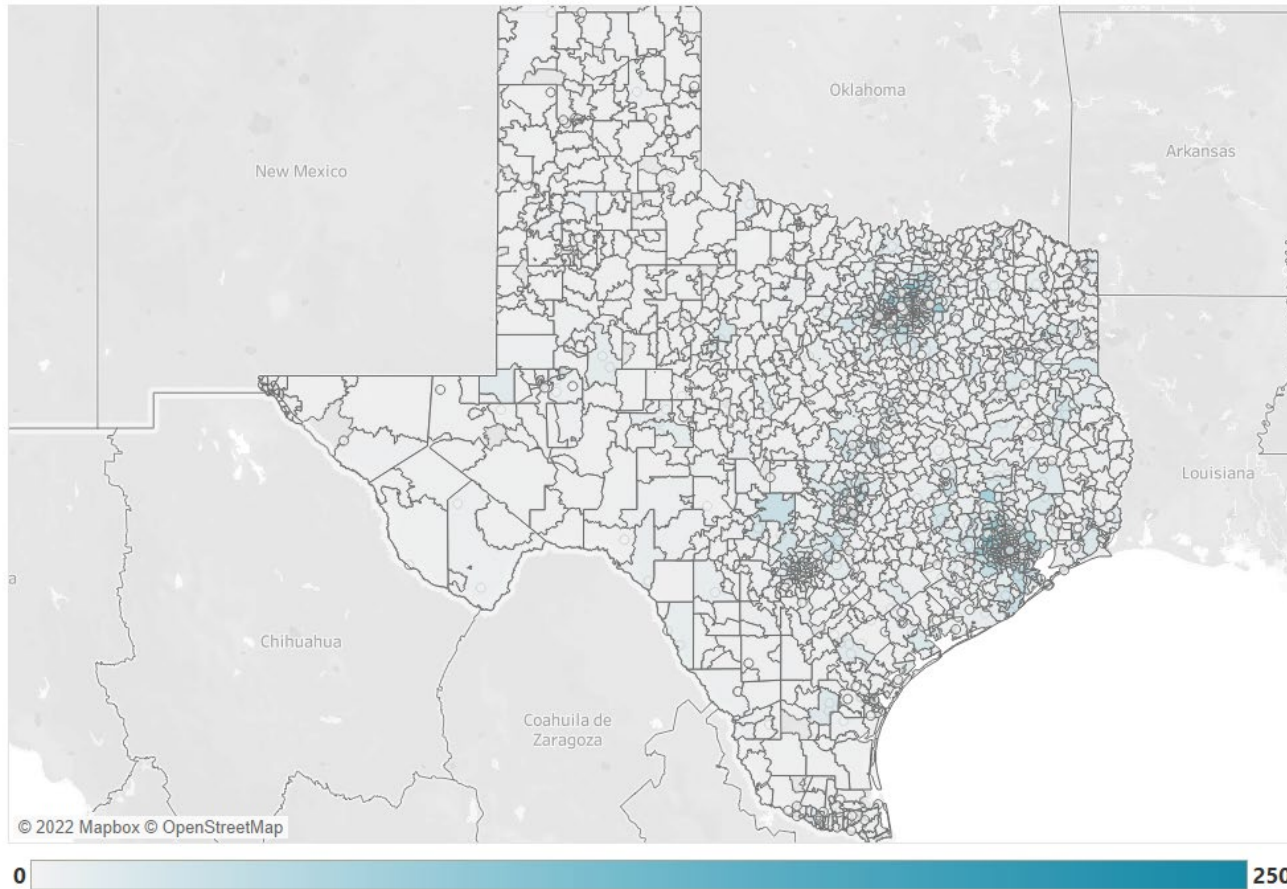 Oklahoma
Arkansas
New Mexico
Louisiana
a
Chihuahua
Coahuila de
Zaragoza
© 2022 Mapbox © OpenStreetMap
0
250